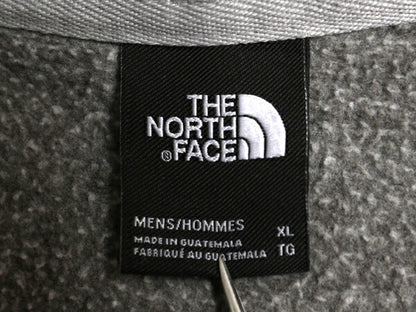 THE
NORTH
FACE
MENS/HOMMES XL
MADE IN GUATEMALA TG
FABRIQUÉ AU GUATEMALA